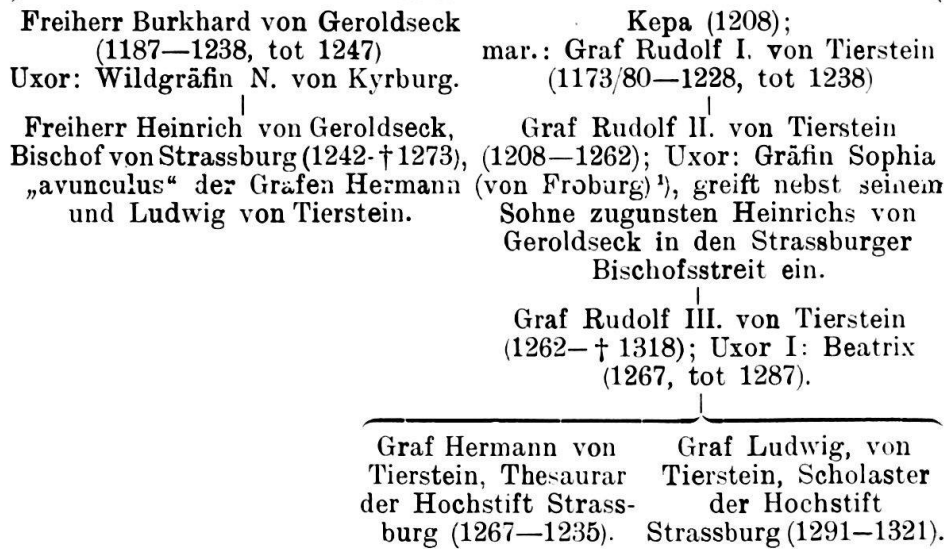 Freiherr Burkhard von Geroldseck
(1187—1238, tot 1247)
Uxor: Wildgräfin N. von Kyrburg.
Freiherr Heinrich von Geroldseck,
Bischof von Strassburg (1242-†1273),
„avunculus“ der Grafen Hermann
und Ludwig von Tierstein.
Kepa (1208);
mar.: Graf Rudolf I. von Tierstein
(1173/80—1228, tot 1238)
Graf Rudolf II. von Tierstein
(1208—1262); Uxor: Gräfin Sophia
(von Froburg) ¹), greift nebst seinem
Sohne zugunsten Heinrichs von
Geroldseck in den Strassburger
Bischofsstreit ein.
Graf Rudolf III. von Tierstein
(1262—† 1318); Uxor I: Beatrix
(1267, tot 1287).
Graf Hermann von
Tierstein, Thesaurar
der Hochstift Strass-
burg (1267—1235).
Graf Ludwig, von
Tierstein, Scholaster
der Hochstift
Strassburg (1291—1321).